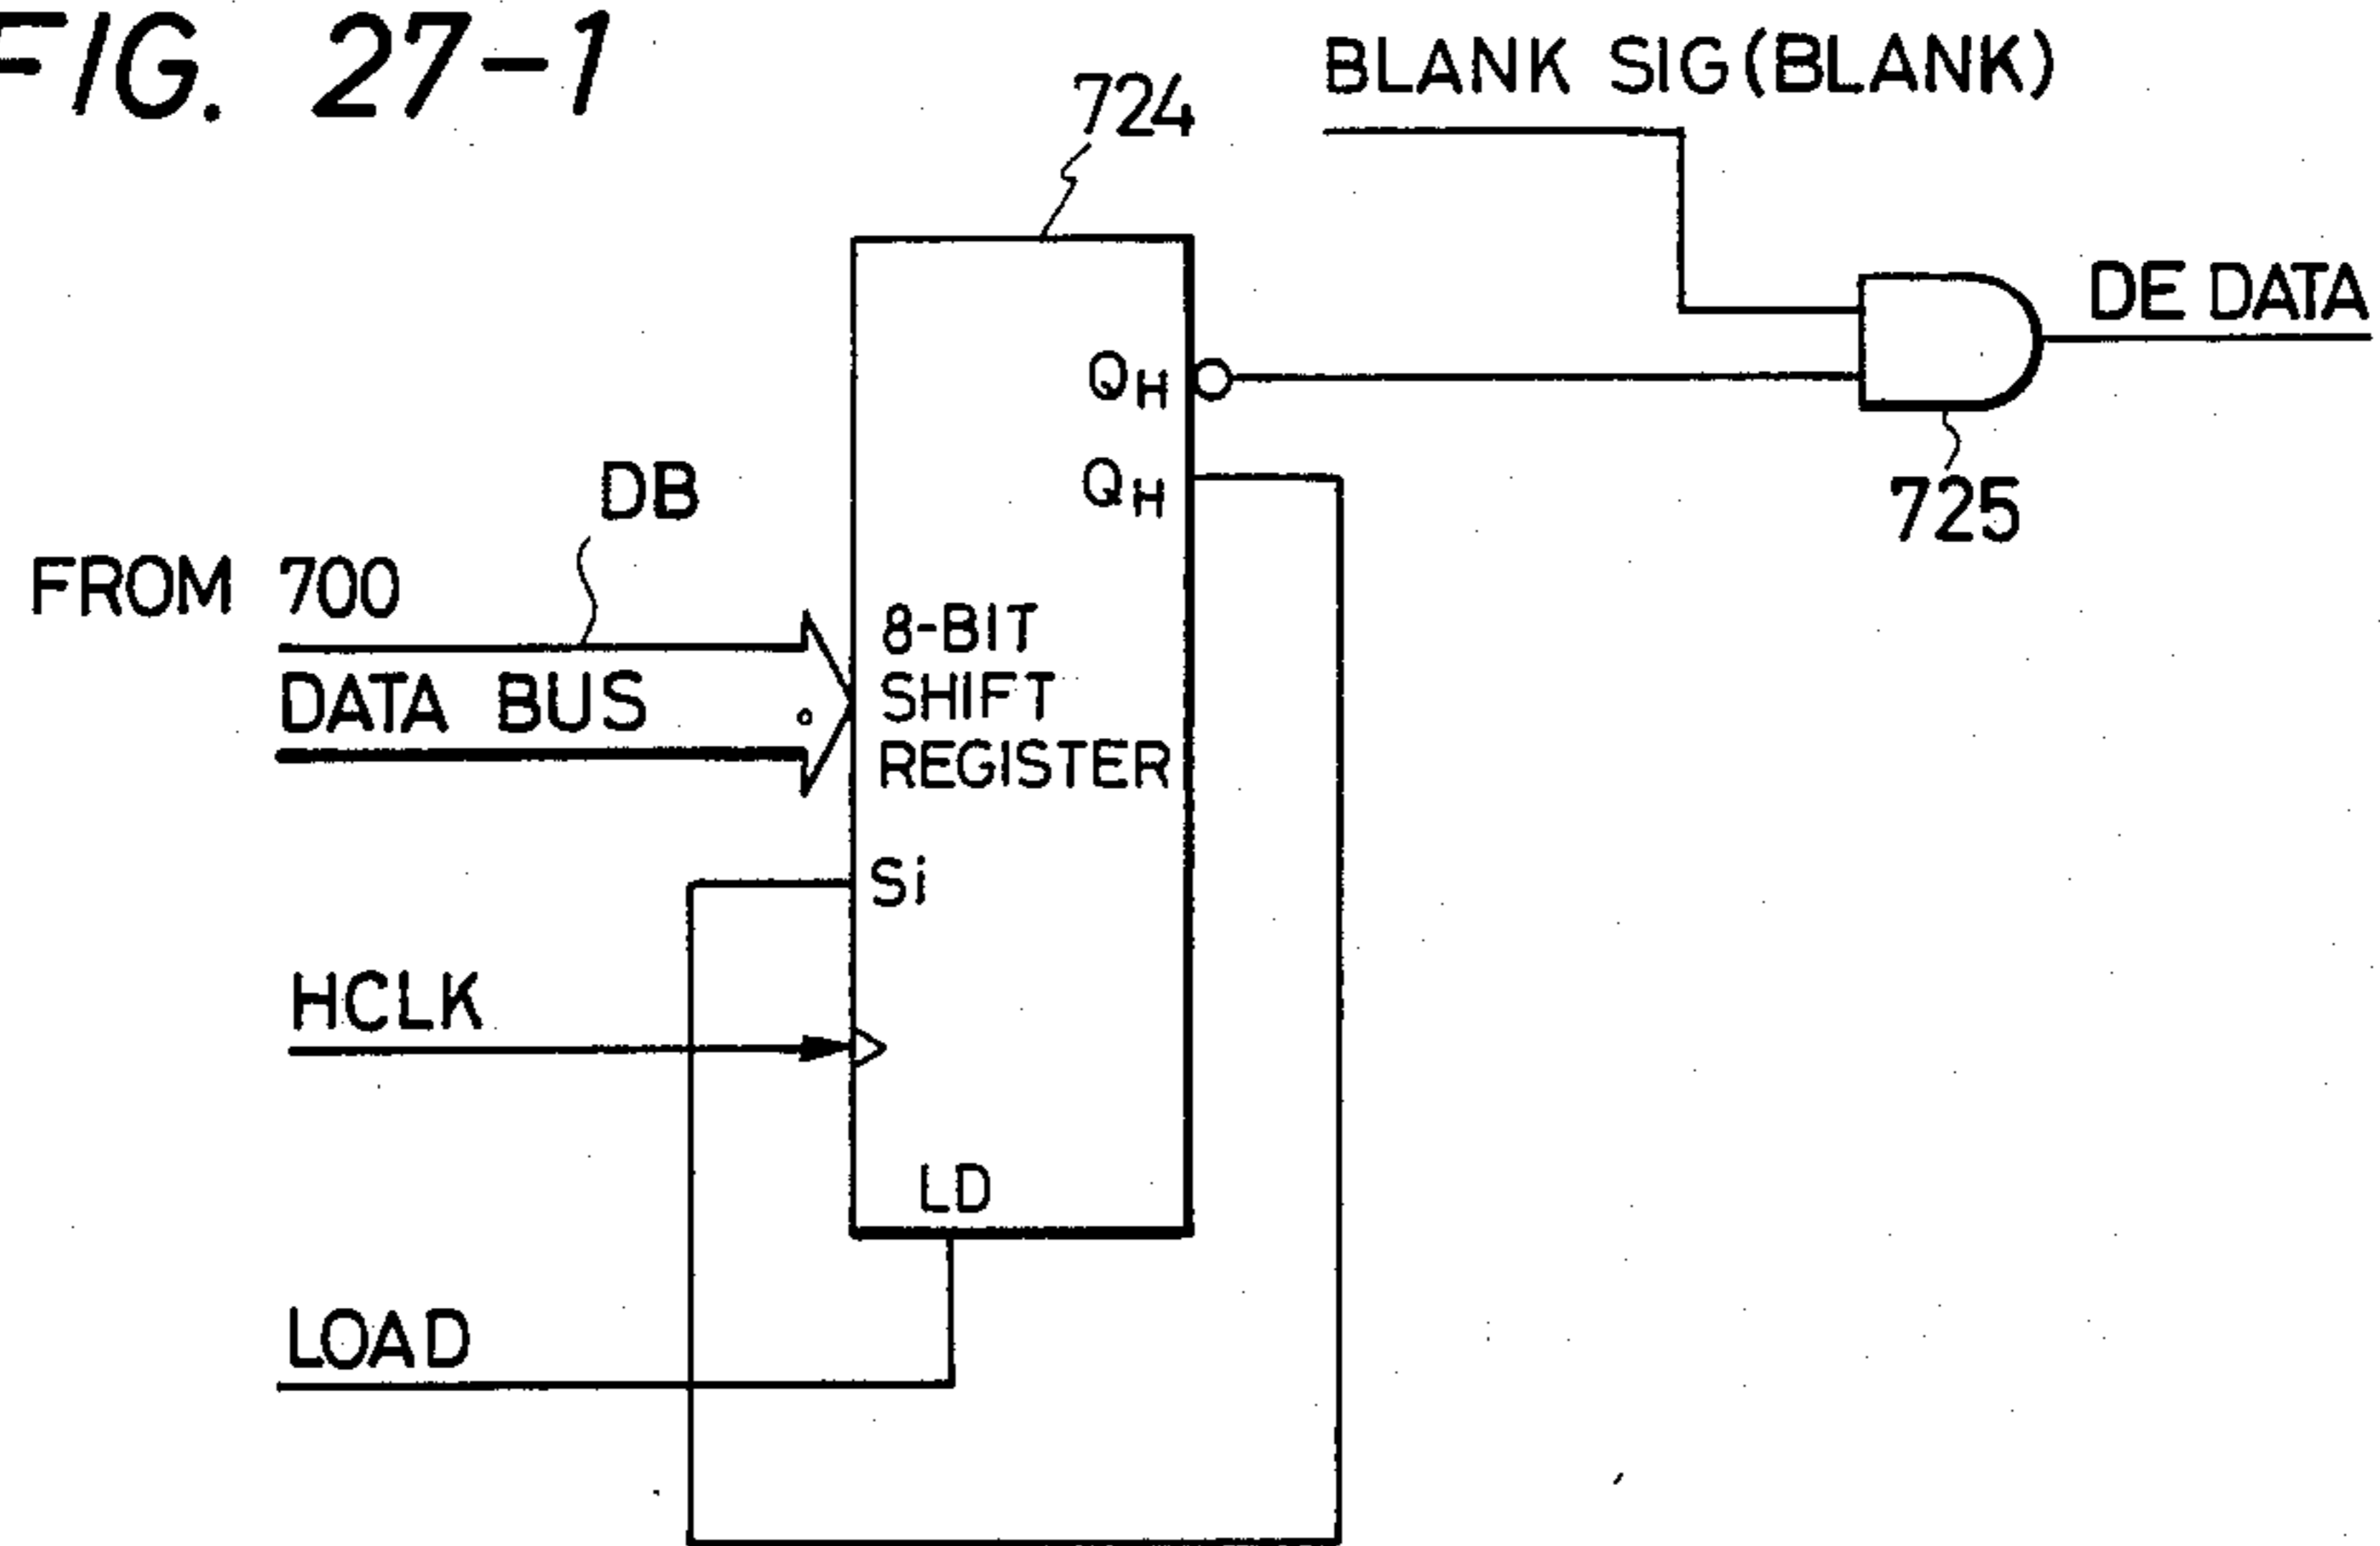 FIG. 27-1
BLANK SIG(BLANK)
724
DE DATA
QH
QH
725
DB
FROM 700
DATA BUS
8-BIT
SHIFT
REGISTER
Si
HCLK
LD
LOAD